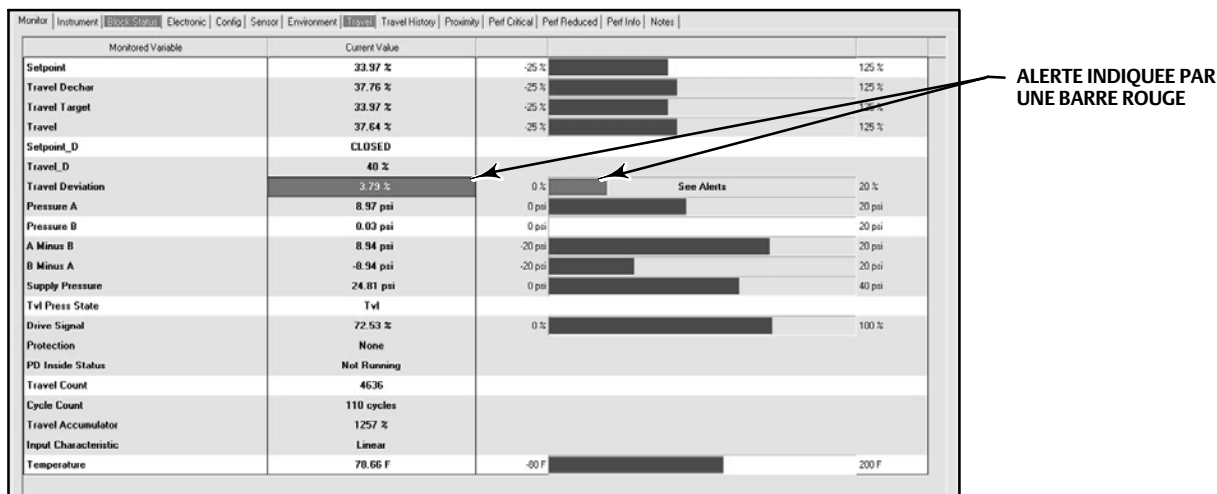 Monitor Instrument Block Status Electronic Config Sensor Environment Travel Travel History Proximity Perf Critical Perf Reduced Perf Info Notes
Monitored Variable Current Value
Setpoint 33.97 % -25 % 125 %
Travel Dechar 37.76 % -25 % 125 %
Travel Target 33.97 % -25 % 125 %
Travel 37.64 % -25 % 125 %
Setpoint_D CLOSED
Travel_D 40 %
Travel Deviation 3.79 % 0 % See Alerts 20 %
Pressure A 8.97 psi 0 psi 20 psi
Pressure B 0.03 psi 0 psi 20 psi
A Minus B 8.94 psi -20 psi 20 psi
B Minus A -8.94 psi -20 psi 20 psi
Supply Pressure 24.81 psi 0 psi 40 psi
Tvl Press State Tvl
Drive Signal 72.53 % 0 % 100 %
Protection None
PD Inside Status Not Running
Travel Count 4636
Cycle Count 110 cycles
Travel Accumulator 1257 %
Input Characteristic Linear
Temperature 78.66 F -80 F 200 F
ALERTE INDIQUEE PAR
UNE BARRE ROUGE